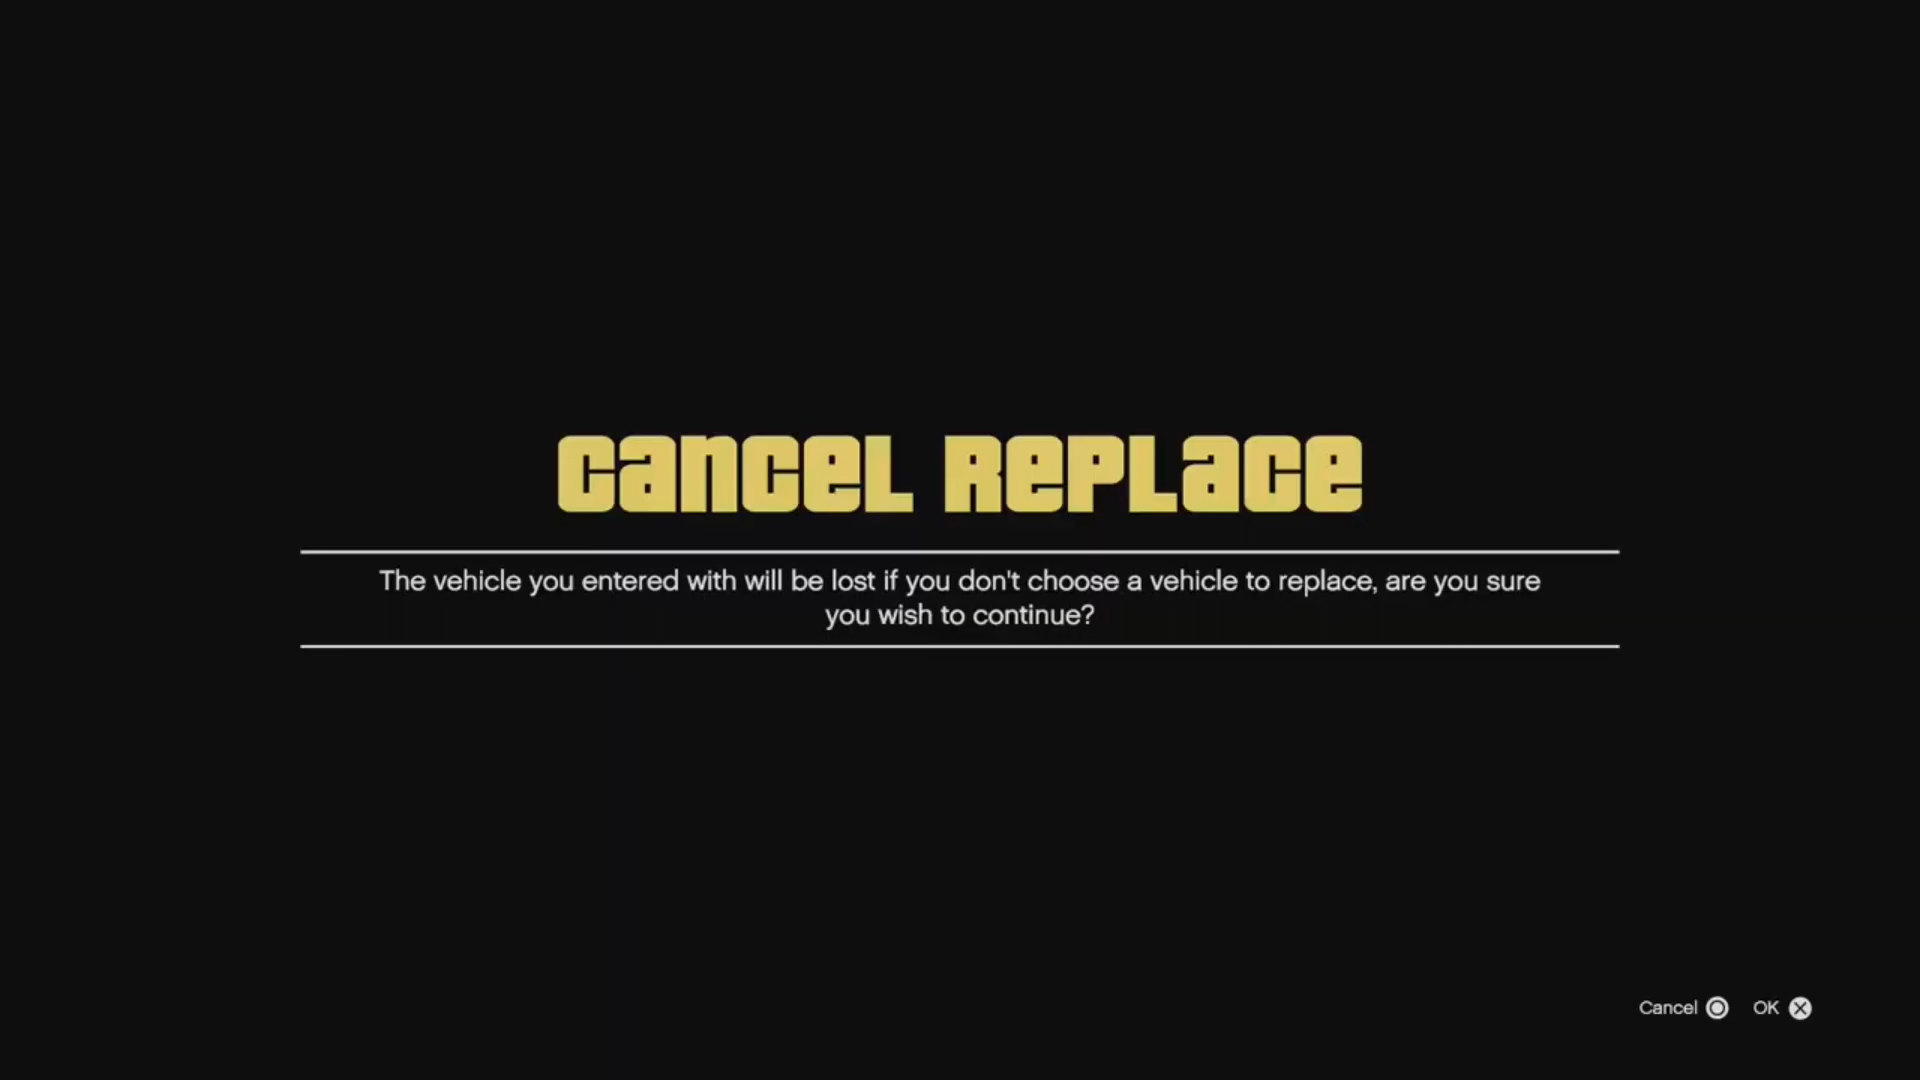 CANCEL REPLACE
The vehicle you entered with will be lost if you don't choose a vehicle to replace, are you sure
you wish to continue?
Cancel OK